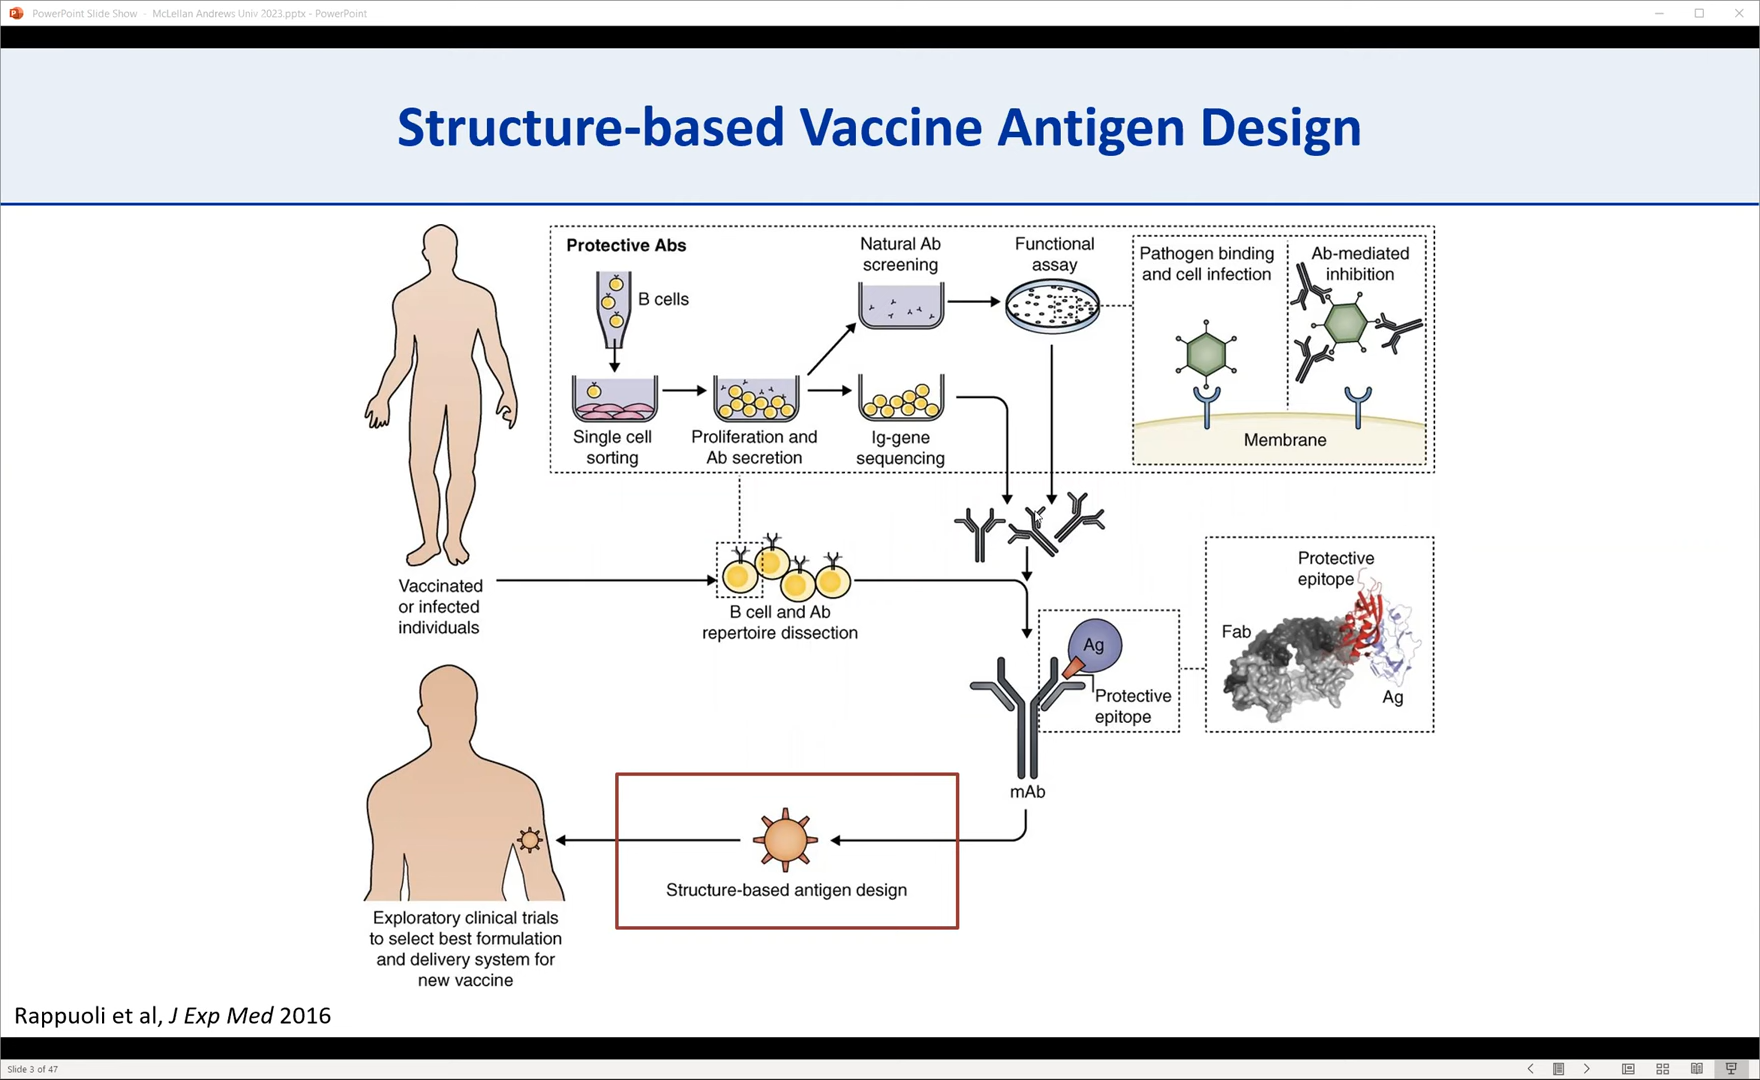 PowerPoint Slide Show - McLellan Andrews Univ 2023.pptx - PowerPoint
Structure-based Vaccine Antigen Design
Protective Abs
B cells
Natural Ab
screening
Functional
assay
Pathogen binding
and cell infection
Ab-mediated
inhibition
Membrane
Single cell
sorting
Proliferation and
Ab secretion
Ig-gene
sequencing
Vaccinated
or infected
individuals
B cell and Ab
repertoire dissection
Ag
Protective
epitope
Protective
epitope
Fab
Ag
mAb
Structure-based antigen design
Exploratory clinical trials
to select best formulation
and delivery system for
new vaccine
Rappuoli et al, J Exp Med 2016
Slide 3 of 47